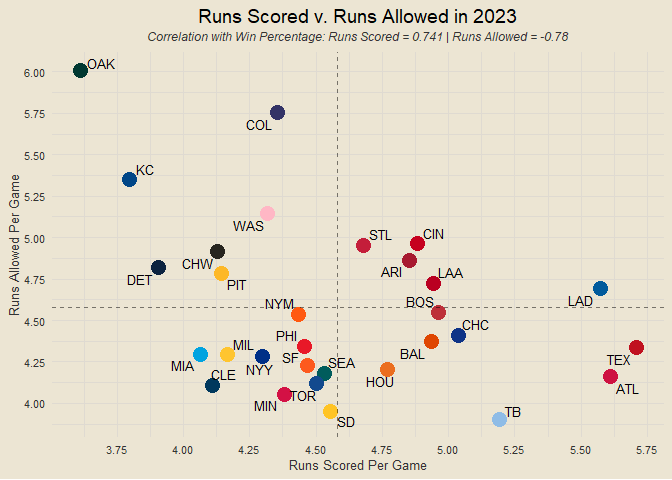 Runs Scored v. Runs Allowed in 2023
Correlation with Win Percentage: Runs Scored = 0.741 | Runs Allowed = -0.78
6.00
OAK
5.75
COL
5.50
KC
5.25
WAS
5.00
STL
CIN
CHW
ARI
LAA
DET
PIT
4.75
LAD
BOS
NYM
4.50
CHC
PHI
MIL
BAL
TEX
SF
SEA
4.25
MIA
NYY
CLE
HOU
ATL
MIN
TOR
4.00
TB
SD
3.75
4.00
4.25
4.50
4.75
5.00
5.25
5.50
5.75
Runs Scored Per Game
Runs Allowed Per Game